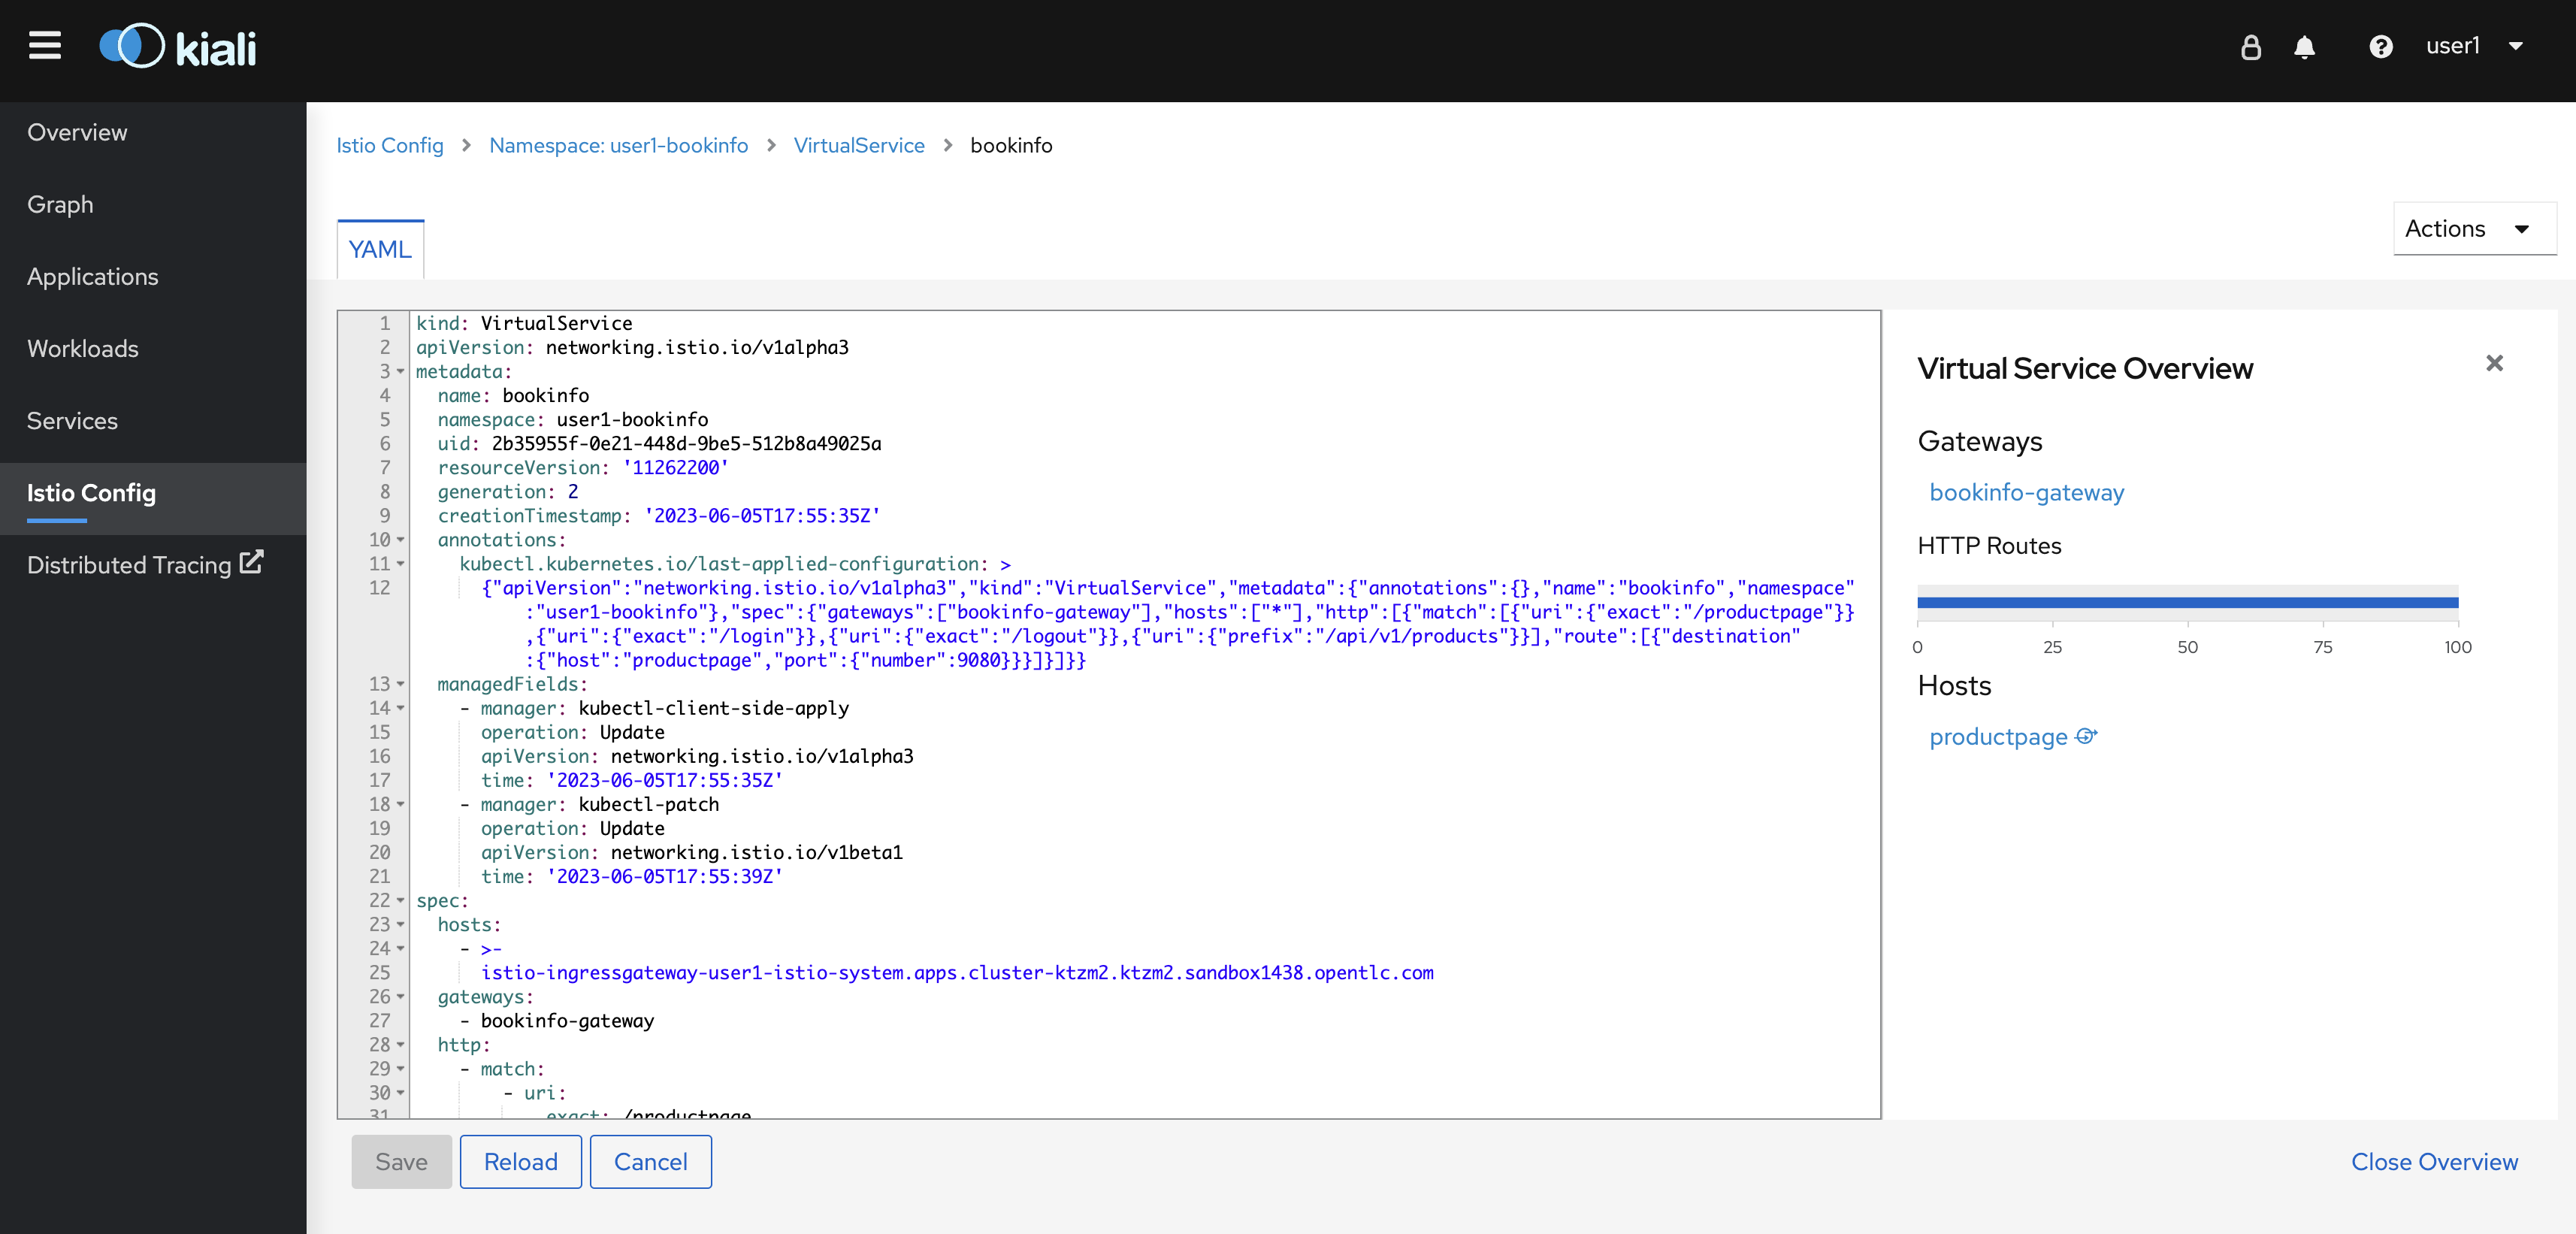 kiali
user1
Overview
Graph
Applications
Workloads
Services
Istio Config
Distributed Tracing
Istio Config > Namespace: user1-bookinfo > VirtualService > bookinfo
YAML
Actions
1 kind: VirtualService
2 apiVersion: networking.istio.io/v1alpha3
3 metadata:
4 name: bookinfo
5 namespace: user1-bookinfo
6 uid: 2b35955f-0e21-448d-9be5-512b8a49025a
7 resourceVersion: '11262200'
8 generation: 2
9 creationTimestamp: '2023-06-05T17:55:35Z'
10 annotations:
11 kubectl.kubernetes.io/last-applied-configuration: >
12 {"apiVersion":"networking.istio.io/v1alpha3","kind":"VirtualService","metadata":{"annotations":{},"name":"bookinfo","namespace"
:"user1-bookinfo"},"spec":{"gateways":["bookinfo-gateway"],"hosts":["*"],"http":[{"match":[{"uri":{"exact":"/productpage"}}
,{"uri":{"exact":"/login"}},{"uri":{"exact":"/logout"}},{"uri":{"prefix":"/api/v1/products"}}],"route":[{"destination"
:{"host":"productpage","port":{"number":9080}}}]}]}}
13 managedFields:
14 - manager: kubectl-client-side-apply
15 operation: Update
16 apiVersion: networking.istio.io/v1alpha3
17 time: '2023-06-05T17:55:35Z'
18 - manager: kubectl-patch
19 operation: Update
20 apiVersion: networking.istio.io/v1beta1
21 time: '2023-06-05T17:55:39Z'
22 spec:
23 hosts:
24 - >-
25 istio-ingressgateway-user1-istio-system.apps.cluster-ktzm2.ktzm2.sandbox1438.opentlc.com
26 gateways:
27 - bookinfo-gateway
28 http:
29 - match:
30 - uri:
31 exact: /productpage
Virtual Service Overview
Gateways
bookinfo-gateway
HTTP Routes
0 25 50 75 100
Hosts
productpage
Save
Reload
Cancel
Close Overview